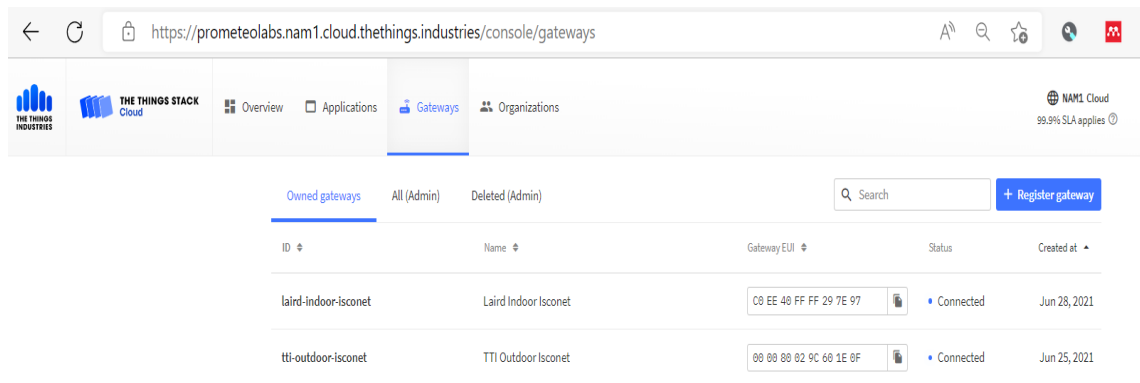 https://prometeolabs.nam1.cloud.thethings.industries/console/gateways
THE THINGS INDUSTRIES
THE THINGS STACK
Cloud
Overview
Applications
Gateways
Organizations
NAM1 Cloud
99.9% SLA applies
Owned gateways
All (Admin)
Deleted (Admin)
Search
+ Register gateway
ID Name Gateway EUI Status Created at
laird-indoor-isconet Laird Indoor Isconet C0 EE 40 FF FF 29 7E 97 Connected Jun 28, 2021
tti-outdoor-isconet TTI Outdoor Isconet 00 00 80 02 9C 60 1E 0F Connected Jun 25, 2021